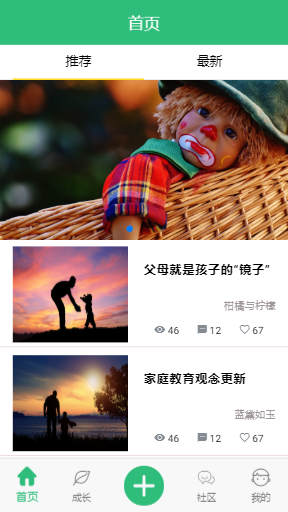 首页
推荐 最新
父母就是孩子的“镜子”
柑橘与柠檬
46 12 67
家庭教育观念更新
蓝黛如玉
46 12 67
首页 成长 社区 我的